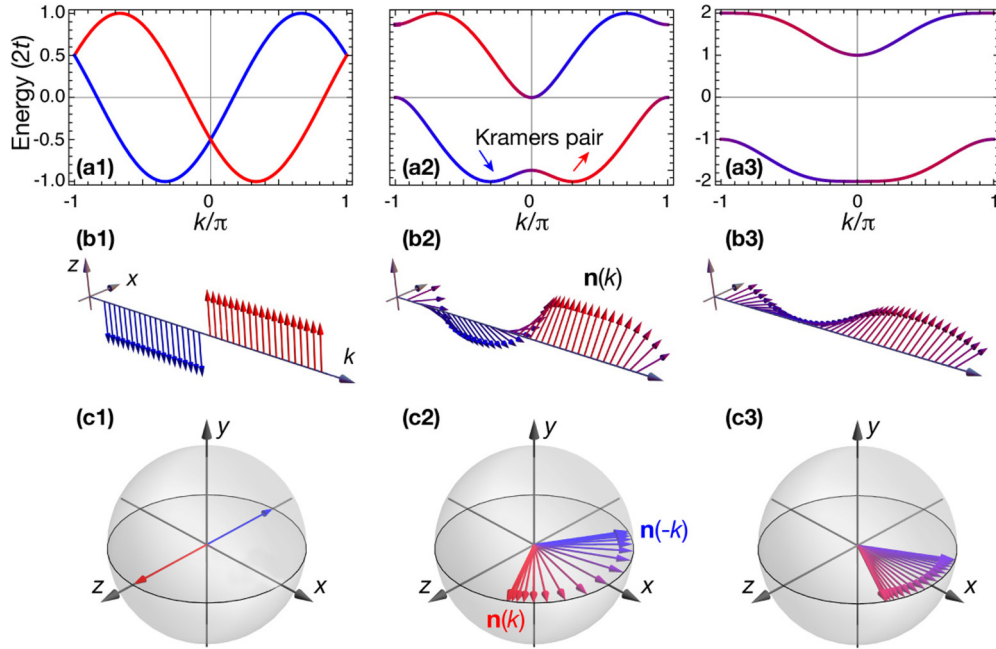 Energy (2t)
1.0
0.5
1.0
-0.5
-1.0
(a1)
-1 0 1
k/π
Kramers pair
(a2)
-1 0 1
k/π
2
1
0
-1
-2
(a3)
-1 0 1
k/π
(b1)
z
x
k
(b2)
n(k)
(b3)
(c1)
y
z
x
(c2)
y
n(-k)
z
x
n(k)
(c3)
y
z
x